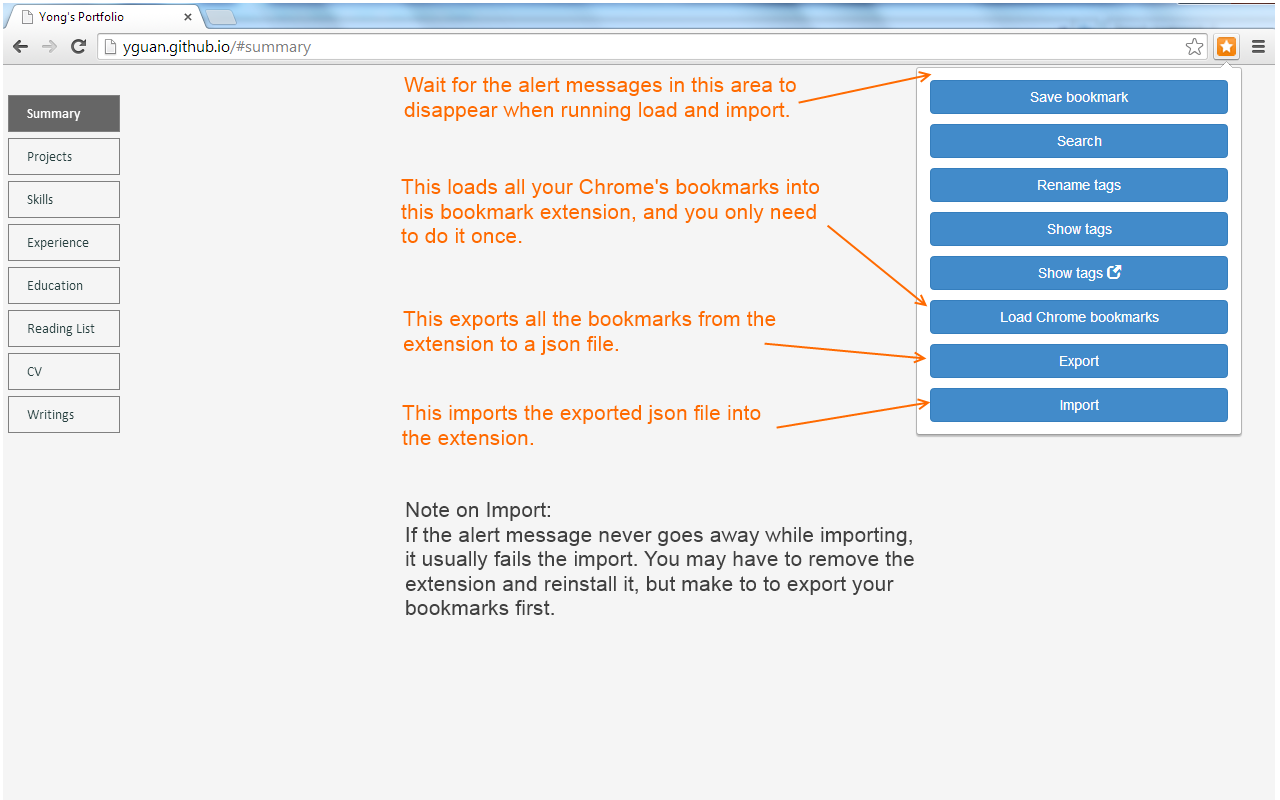 Yong's Portfolio
yguan.github.io/#summary
Summary
Projects
Skills
Experience
Education
Reading List
CV
Writings
Wait for the alert messages in this area to
disappear when running load and import.
This loads all your Chrome's bookmarks into
this bookmark extension, and you only need
to do it once.
This exports all the bookmarks from the
extension to a json file.
This imports the exported json file into
the extension.
Note on Import:
If the alert message never goes away while importing,
it usually fails the import. You may have to remove the
extension and reinstall it, but make to to export your
bookmarks first.
Save bookmark
Search
Rename tags
Show tags
Show tags
Load Chrome bookmarks
Export
Import